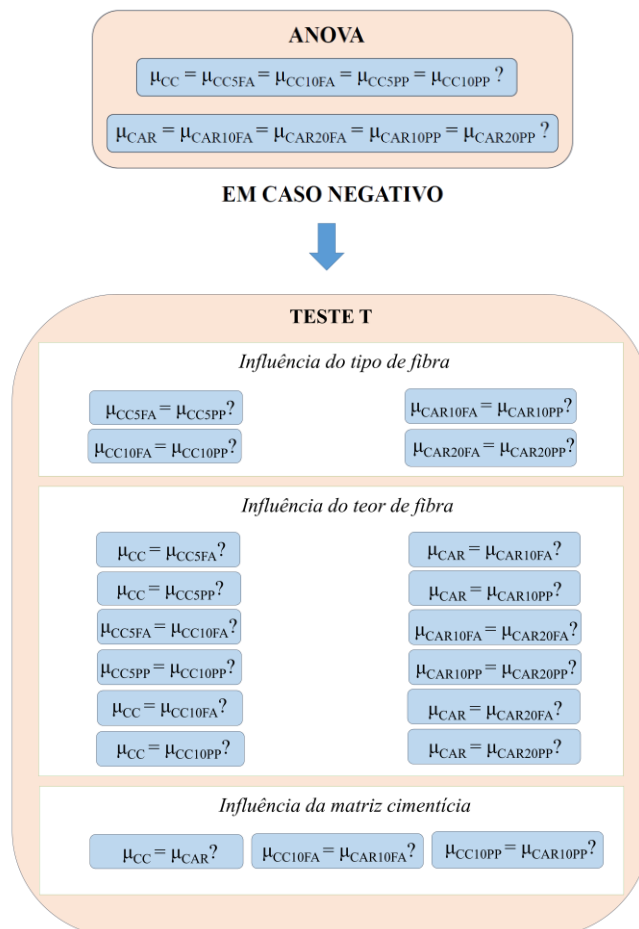 ANOVA
μCC = μCC5FA = μCC10FA = μCC5PP = μCC10PP ?
μCAR = μCAR10FA = μCAR20FA = μCAR10PP = μCAR20PP ?
EM CASO NEGATIVO
TESTE T
Influência do tipo de fibra
μCC5FA = μCC5PP?
μCAR10FA = μCAR10PP?
μCC10FA = μCC10PP?
μCAR20FA = μCAR20PP?
Influência do teor de fibra
μCC = μCC5FA?
μCAR = μCAR10FA?
μCC = μCC5PP?
μCAR = μCAR10PP?
μCC5FA = μCC10FA?
μCAR10FA = μCAR20FA?
μCC5PP = μCC10PP?
μCAR10PP = μCAR20PP?
μCC = μCC10FA?
μCAR = μCAR20FA?
μCC = μCC10PP?
μCAR = μCAR20PP?
Influência da matriz cimentícia
μCC = μCAR?
μCC10FA = μCAR10FA?
μCC10PP = μCAR10PP?